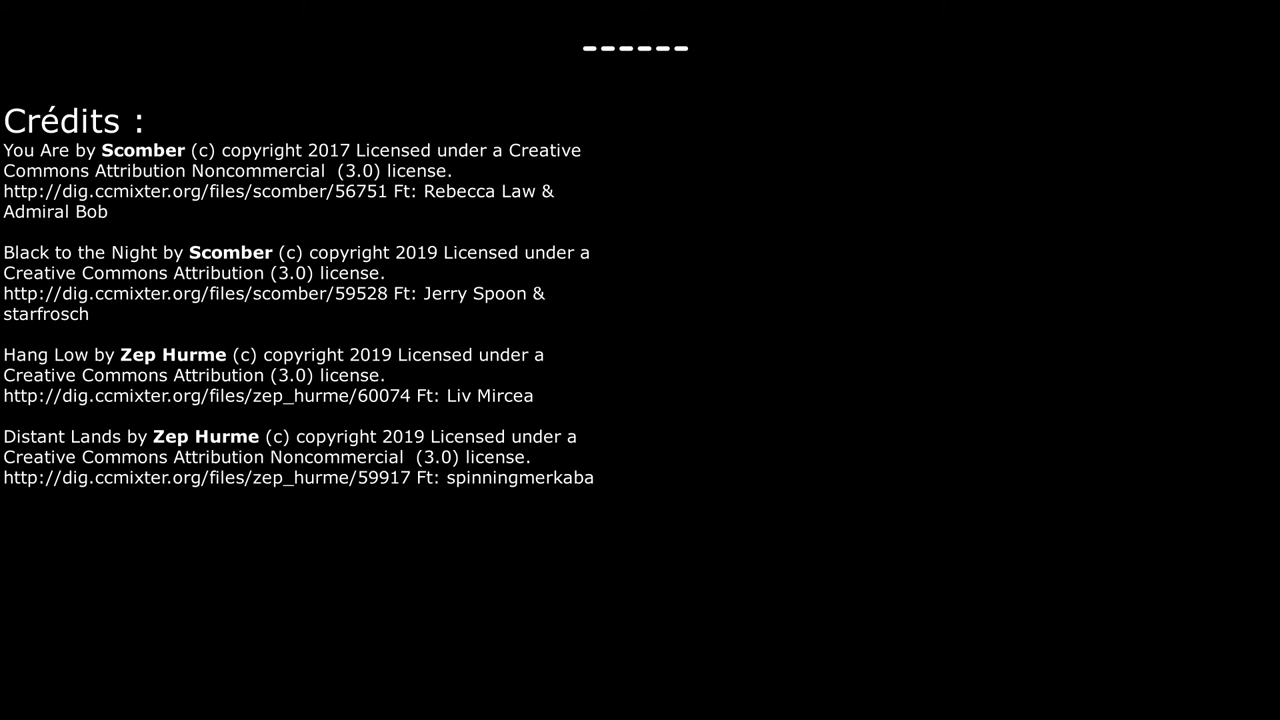 ------
Crédits :
You Are by Scomber (c) copyright 2017 Licensed under a Creative
Commons Attribution Noncommercial  (3.0) license.
http://dig.ccmixter.org/files/scomber/56751 Ft: Rebecca Law &
Admiral Bob
Black to the Night by Scomber (c) copyright 2019 Licensed under a
Creative Commons Attribution (3.0) license.
http://dig.ccmixter.org/files/scomber/59528 Ft: Jerry Spoon &
starfrosch
Hang Low by Zep Hurme (c) copyright 2019 Licensed under a
Creative Commons Attribution (3.0) license.
http://dig.ccmixter.org/files/zep_hurme/60074 Ft: Liv Mircea
Distant Lands by Zep Hurme (c) copyright 2019 Licensed under a
Creative Commons Attribution Noncommercial  (3.0) license.
http://dig.ccmixter.org/files/zep_hurme/59917 Ft: spinningmerkaba